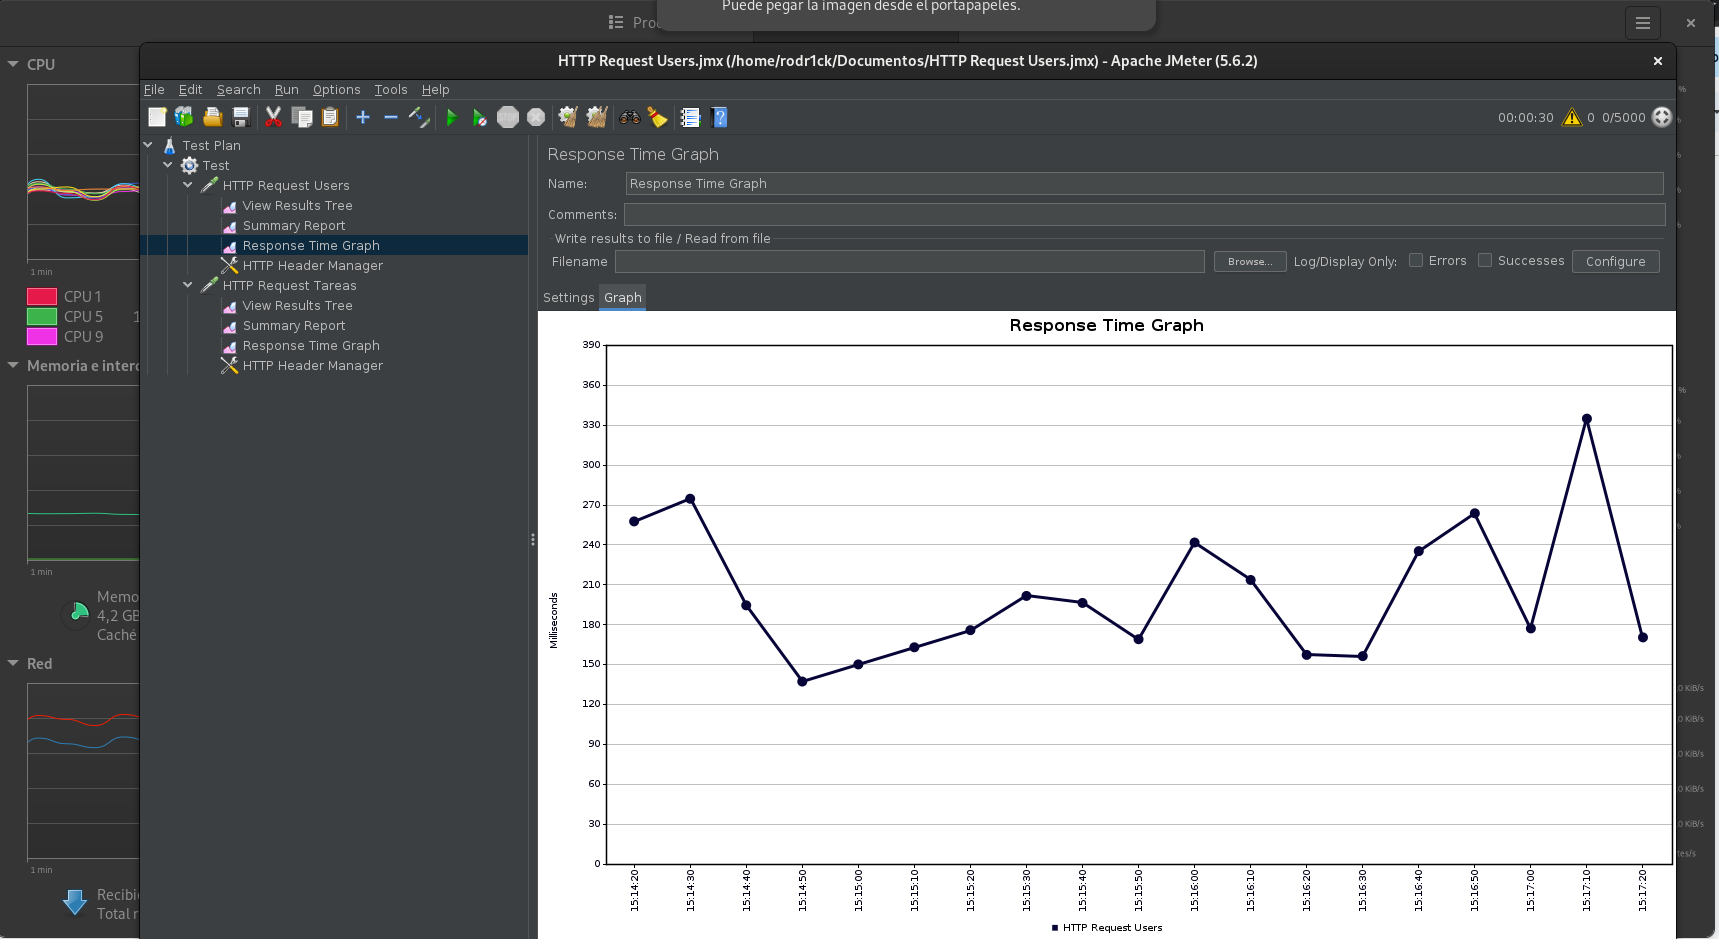 Puede pegar la imagen desde el portapapeles.
HTTP Request Users.jmx (/home/rodr1ck/Documentos/HTTP Request Users.jmx) - Apache JMeter (5.6.2)
File Edit Search Run Options Tools Help
00:00:30 0 0/5000
CPU
1 min
CPU 1
CPU 5
CPU 9
Memoria e
1 min
4,2 GB
Caché
Red
1 min
Total
Test Plan
Test
HTTP Request Users
View Results Tree
Summary Report
Response Time Graph
HTTP Header Manager
HTTP Request Tareas
View Results Tree
Summary Report
Response Time Graph
HTTP Header Manager
Response Time Graph
Name: Response Time Graph
Comments:
Write results to file / Read from file
Filename Browse... Log/Display Only: Errors Successes Configure
Settings Graph
Response Time Graph
390
360
330
300
270
240
210
180
150
120
90
60
30
0
Milliseconds
15:14:20 15:14:30 15:14:40 15:14:50 15:15:00 15:15:10 15:15:20 15:15:30 15:15:40 15:15:50 15:16:00 15:16:10 15:16:20 15:16:30 15:16:40 15:16:50 15:17:00 15:17:10 15:17:20
HTTP Request Users